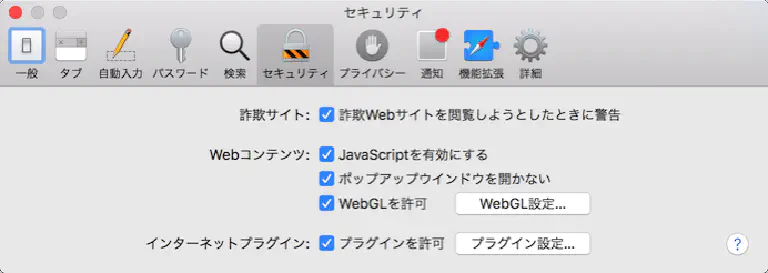 セキュリティ
一般 タブ 自動入力 パスワード 検索 セキュリティ プライバシー 通知 機能拡張 詳細
詐欺サイト: 詐欺Webサイトを閲覧しようとしたときに警告
Webコンテンツ: JavaScriptを有効にする
ポップアップウインドウを開かない
WebGLを許可 WebGL設定...
インターネットプラグイン: プラグインを許可 プラグイン設定... ?